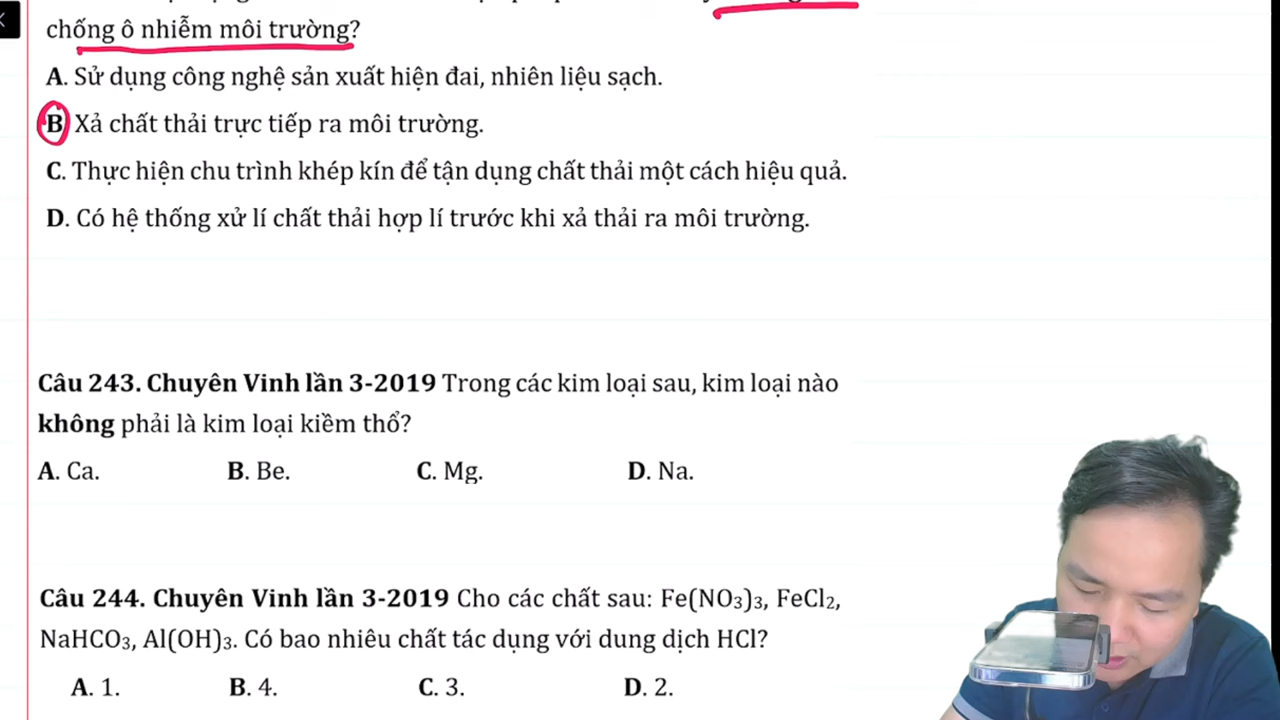 chống ô nhiễm môi trường?
A. Sử dụng công nghệ sản xuất hiện đai, nhiên liệu sạch.
B Xả chất thải trực tiếp ra môi trường.
C. Thực hiện chu trình khép kín để tận dụng chất thải một cách hiệu quả.
D. Có hệ thống xử lí chất thải hợp lí trước khi xả thải ra môi trường.
Câu 243. Chuyên Vinh lần 3-2019 Trong các kim loại sau, kim loại nào
không phải là kim loại kiềm thổ?
A. Ca. B. Be. C. Mg. D. Na.
Câu 244. Chuyên Vinh lần 3-2019 Cho các chất sau: Fe(NO₃)₃, FeCl₂,
NaHCO₃, Al(OH)₃. Có bao nhiêu chất tác dụng với dung dịch HCl?
A. 1. B. 4. C. 3. D. 2.